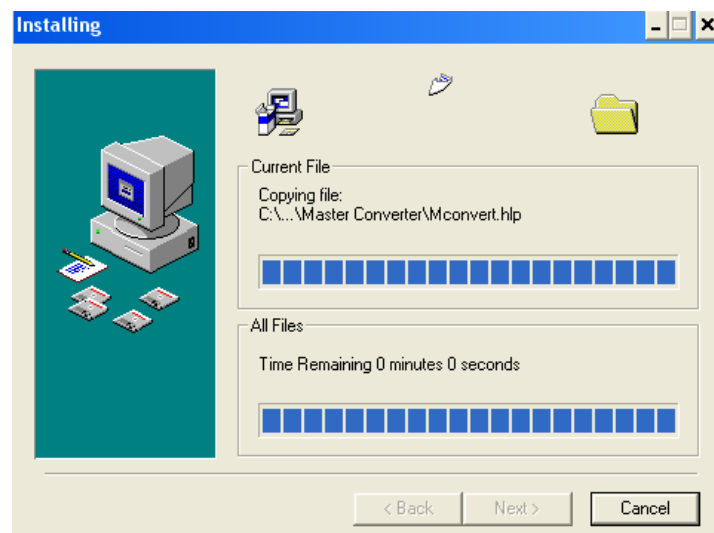 Installing
Current File
Copying file:
C:\...\Master Converter\Mconvert.hlp
All Files
Time Remaining 0 minutes 0 seconds
< Back
Next >
Cancel